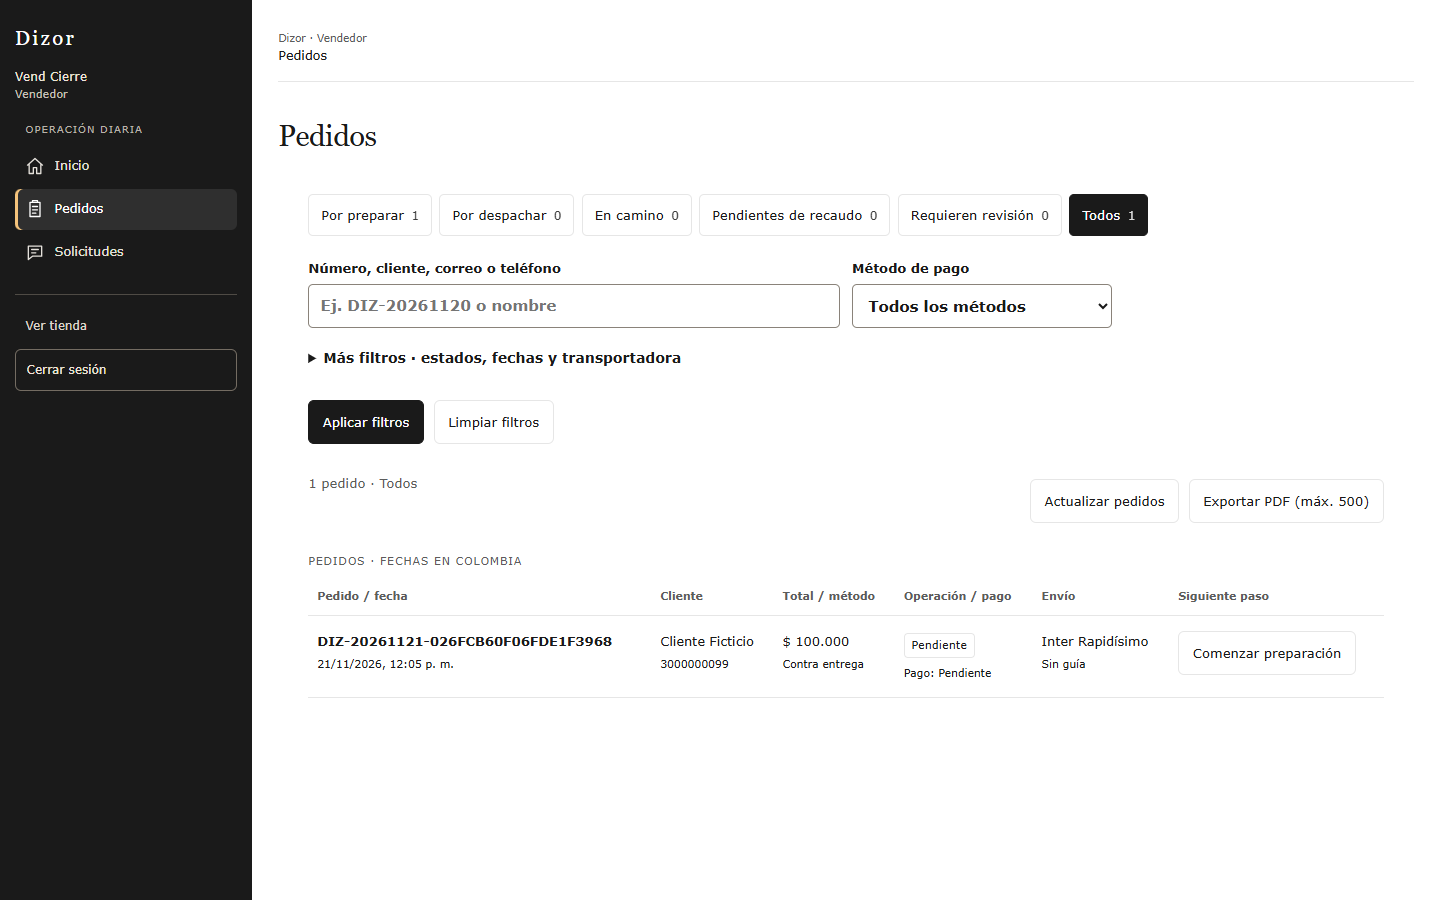 Dizor
Vend Cierre
Vendedor
OPERACIÓN DIARIA
Inicio
Pedidos
Solicitudes
Ver tienda
Cerrar sesión
Dizor · Vendedor
Pedidos
Pedidos
Por preparar 1
Por despachar 0
En camino 0
Pendientes de recaudo 0
Requieren revisión 0
Todos 1
Número, cliente, correo o teléfono
Ej. DIZ-20261120 o nombre
Método de pago
Todos los métodos
Más filtros · estados, fechas y transportadora
Aplicar filtros
Limpiar filtros
1 pedido · Todos
Actualizar pedidos
Exportar PDF (máx. 500)
PEDIDOS · FECHAS EN COLOMBIA
Pedido / fecha Cliente Total / método Operación / pago Envío Siguiente paso
DIZ-20261121-026FCB60F06FDE1F3968
21/11/2026, 12:05 p. m.
Cliente Ficticio
3000000099
$ 100.000
Contra entrega
Pendiente
Pago: Pendiente
Inter Rapidísimo
Sin guía
Comenzar preparación